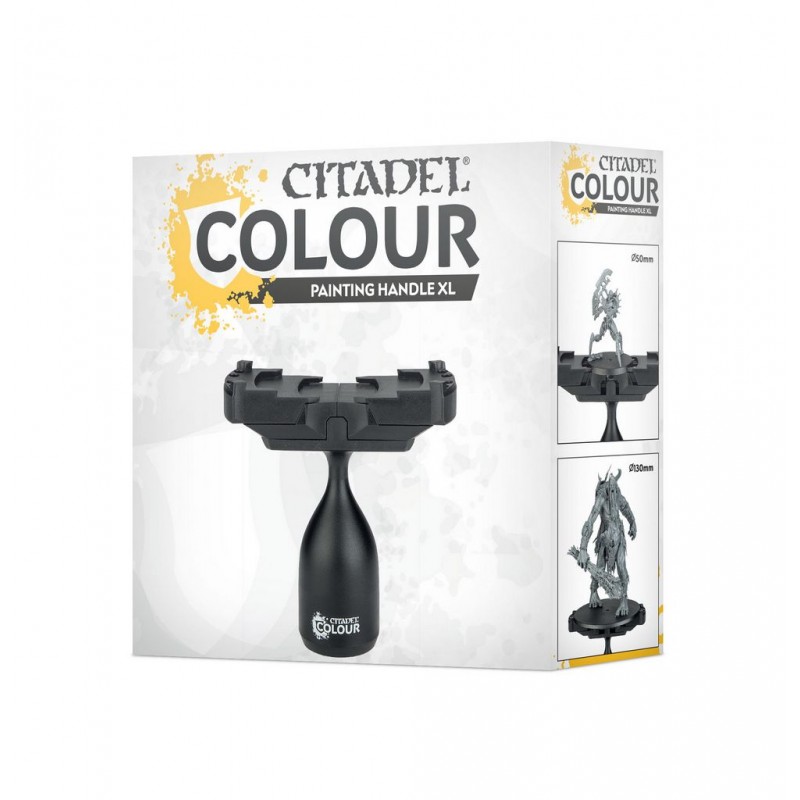 CITADEL®
COLOUR
PAINTING HANDLE XL
CITADEL
COLOUR
CITADEL
COLOUR
PAINTING HANDLE XL
Ø50mm
Ø130mm